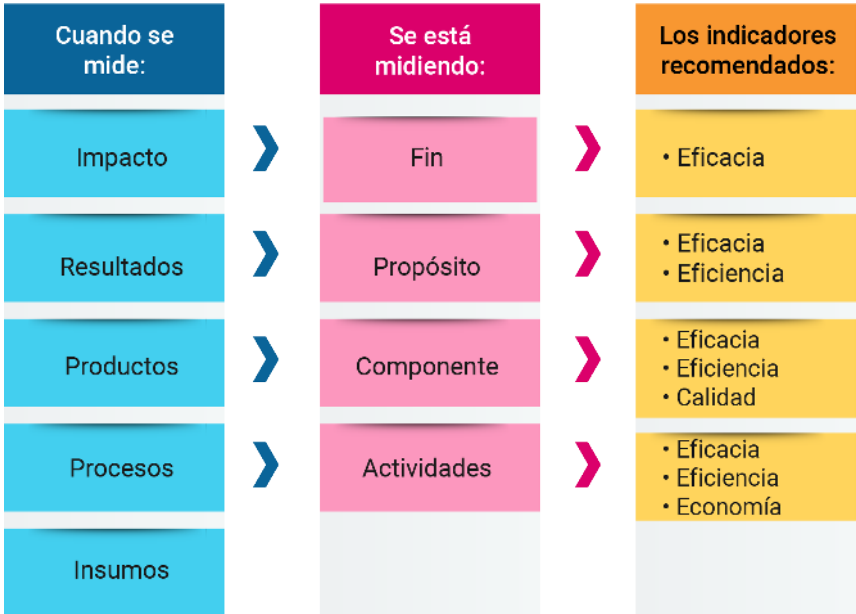 Cuando se
mide:
Se está
midiendo:
Los indicadores
recomendados:
Impacto
Fin
• Eficacia
Resultados
Propósito
• Eficacia
• Eficiencia
Productos
Componente
• Eficacia
• Eficiencia
• Calidad
Procesos
Actividades
• Eficacia
• Eficiencia
• Economía
Insumos